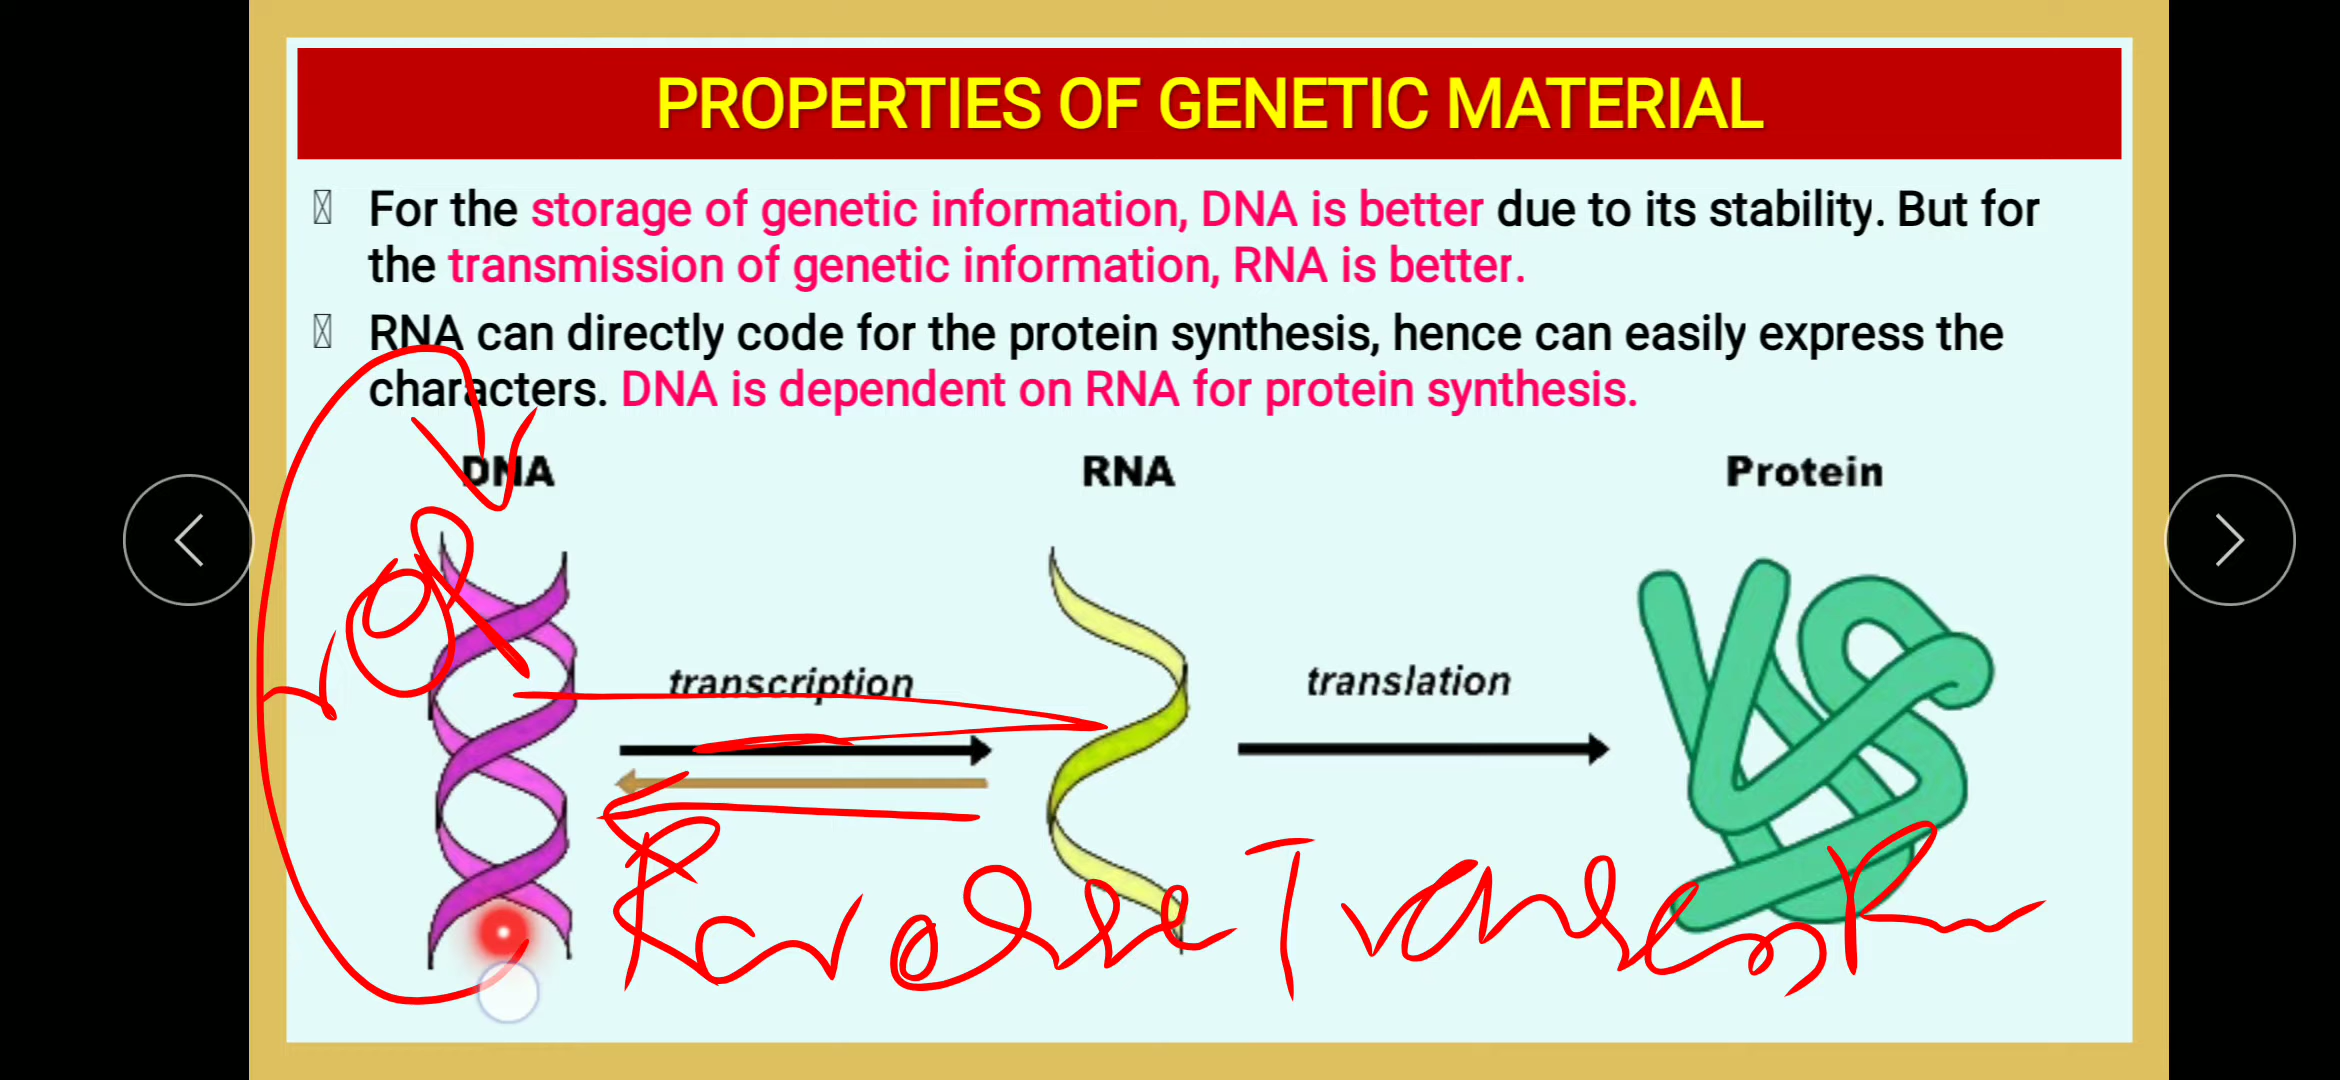 PROPERTIES OF GENETIC MATERIAL
For the storage of genetic information, DNA is better due to its stability. But for
the transmission of genetic information, RNA is better.
RNA can directly code for the protein synthesis, hence can easily express the
characters. DNA is dependent on RNA for protein synthesis.
DNA RNA Protein
transcription translation